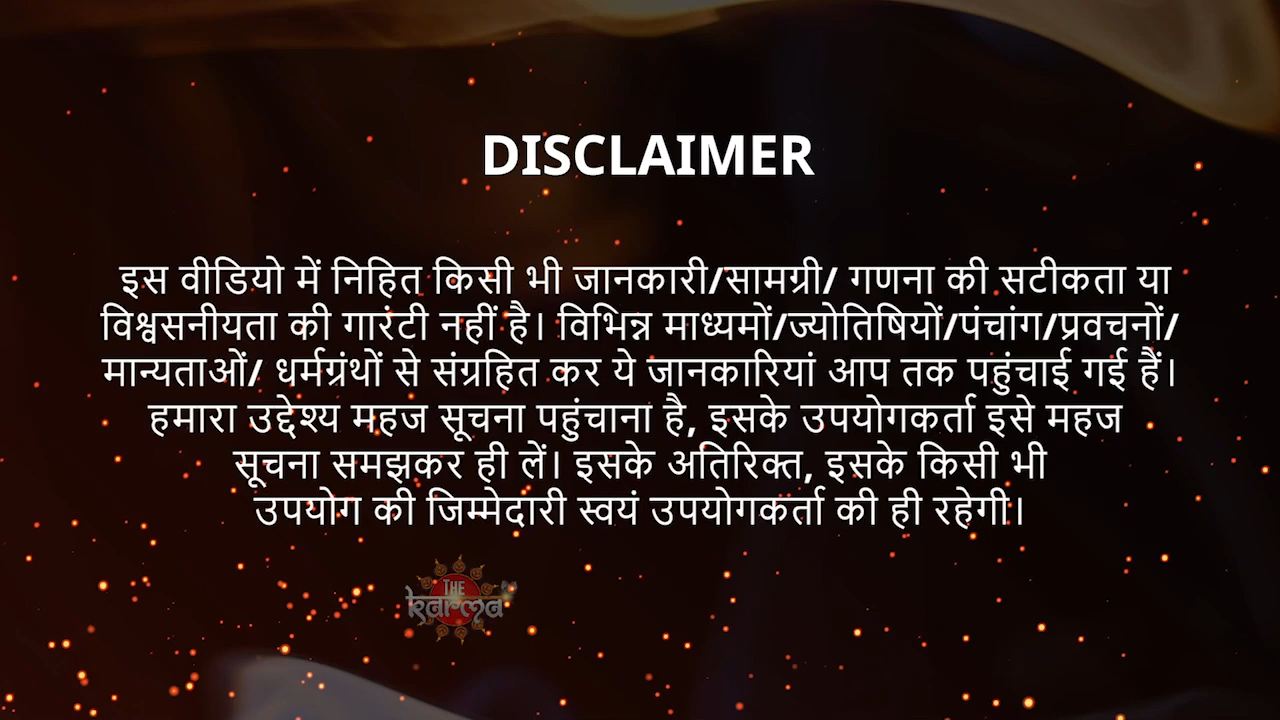 DISCLAIMER
इस वीडियो में निहित किसी भी जानकारी/सामग्री/ गणना की सटीकता या
विश्वसनीयता की गारंटी नहीं है। विभिन्न माध्यमों/ज्योतिषियों/पंचांग/प्रवचनों/
मान्यताओं/ धर्मग्रंथों से संग्रहित कर ये जानकारियां आप तक पहुंचाई गई हैं।
हमारा उद्देश्य महज सूचना पहुंचाना है, इसके उपयोगकर्ता इसे महज
सूचना समझकर ही लें। इसके अतिरिक्त, इसके किसी भी
उपयोग की जिम्मेदारी स्वयं उपयोगकर्ता की ही रहेगी।
THE
karma